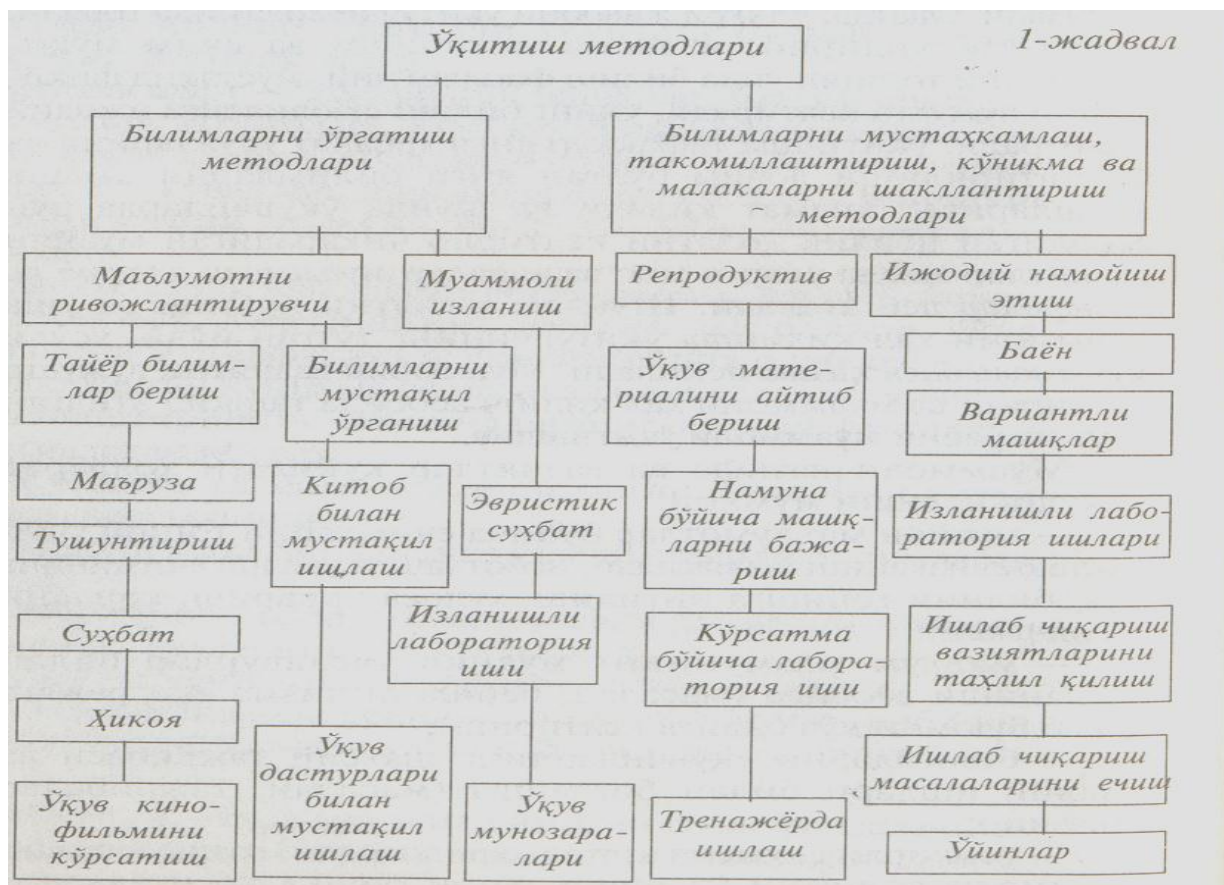 1-жадвал
Ўқитиш методлари
Билимларни ўргатиш
методлари
Билимларни мустаҳкамлаш,
такомиллаштириш, кўникма ва
малакаларни шакллантириш
методлари
Маълумотни
ривожлантирувчи
Муаммоли
изланиш
Репродуктив
Ижодий намойиш
этиш
Тайёр билим-
лар бериш
Билимларни
мустақил
ўрганиш
Ўқув мате-
риалини айтиб
бериш
Баён
Вариантли
машқлар
Маъруза
Тушунтириш
Китоб
билан
мустақил
ишлаш
Эвристик
суҳбат
Намуна
бўйича машқ-
ларни бажа-
риш
Изланишли лабо-
ратория ишлари
Суҳбат
Изланишли
лаборатория
иши
Кўрсатма
бўйича лабора-
тория иши
Ишлаб чиқариш
вазиятларини
таҳлил қилиш
Ҳикоя
Ўқув
дастурлари
билан
мустақил
ишлаш
Ишлаб чиқариш
масалаларини ечиш
Ўқув кино-
фильмини
кўрсатиш
Ўқув
мунозара-
лари
Тренажёрда
ишлаш
Ўйинлар